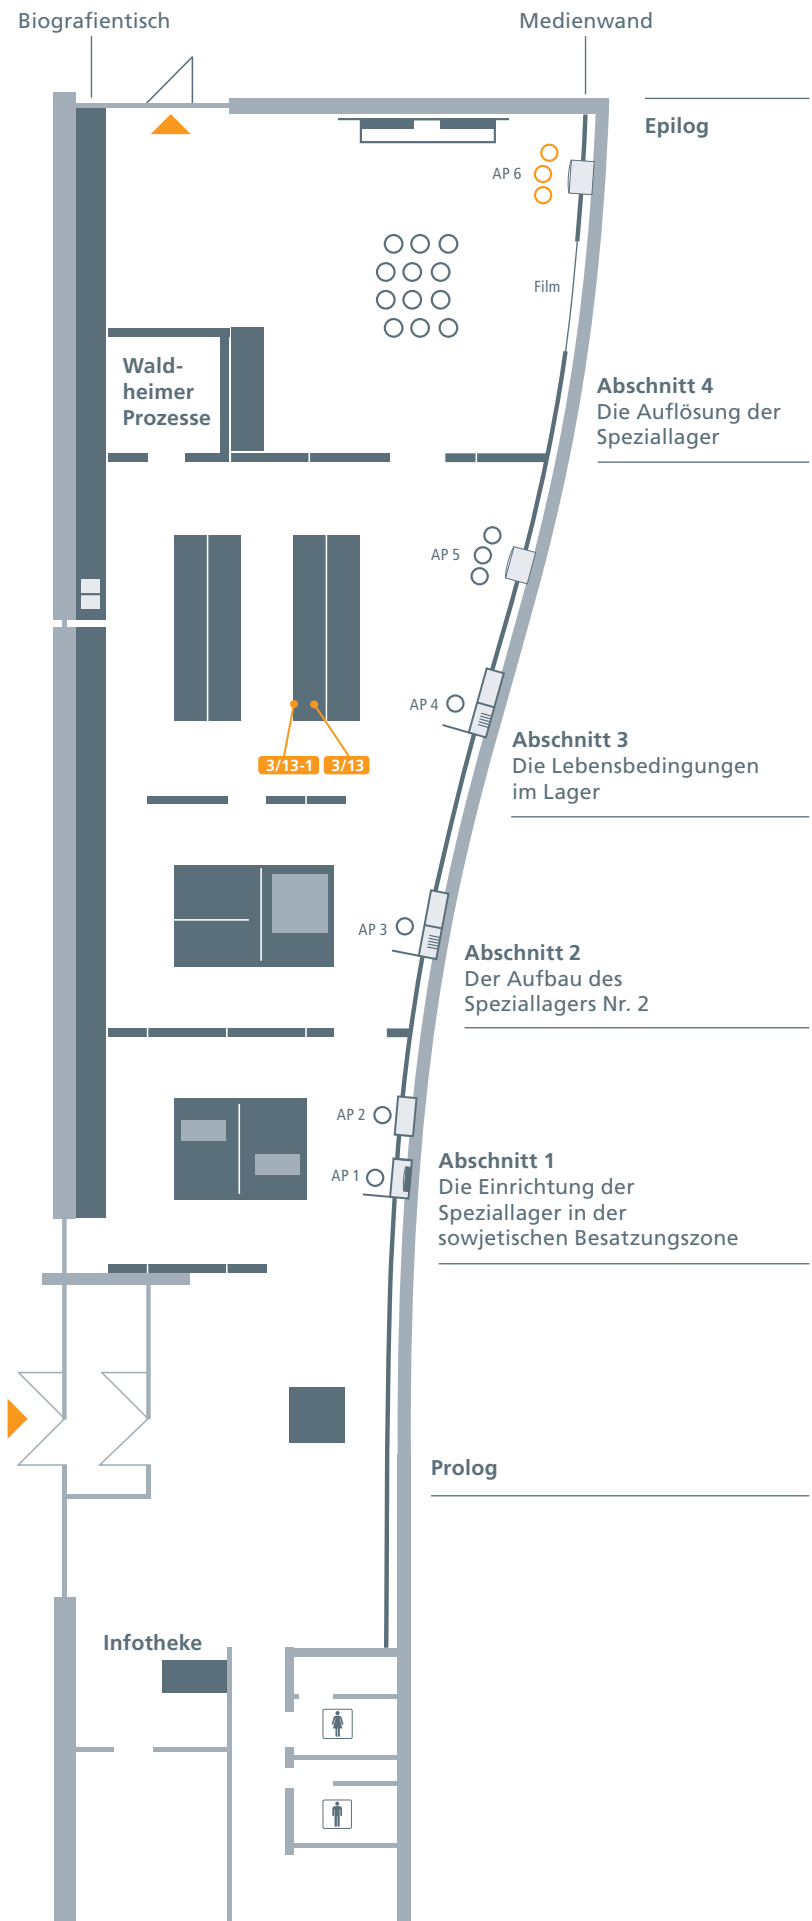 Biografientisch
Medienwand
Epilog
AP 6
Film
Wald-
heimer
Prozesse
Abschnitt 4
Die Auflösung der
Speziallager
AP 5
AP 4
Abschnitt 3
Die Lebensbedingungen
im Lager
3/13-1
3/13
AP 3
Abschnitt 2
Der Aufbau des
Speziallagers Nr. 2
AP 2
AP 1
Abschnitt 1
Die Einrichtung der
Speziallager in der
sowjetischen Besatzungszone
Prolog
Infotheke